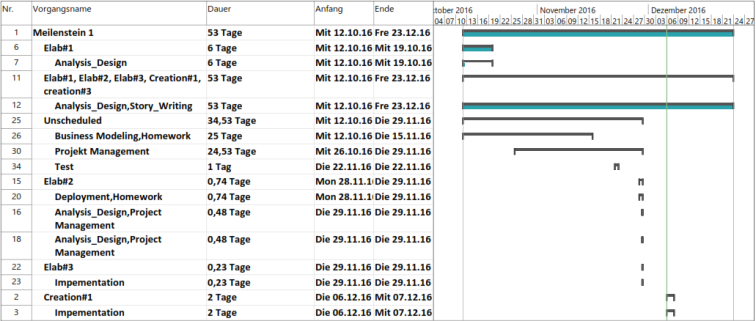 Nr. Vorgangsname Dauer Anfang Ende tober 2016 November 2016 Dezember 2016
04 07 10 13 16 19 22 25 28 31 03 06 09 12 15 18 21 24 27 30 03 06 09 12 15 18 21 24 27
1 Meilenstein 1 53 Tage Mit 12.10.16 Fre 23.12.16
6 Elab#1 6 Tage Mit 12.10.16 Mit 19.10.16
7 Analysis_Design 6 Tage Mit 12.10.16 Mit 19.10.16
11 Elab#1, Elab#2, Elab#3, Creation#1, 53 Tage Mit 12.10.16 Fre 23.12.16
creation#3
12 Analysis_Design,Story_Writing 53 Tage Mit 12.10.16 Fre 23.12.16
25 Unscheduled 34,53 Tage Mit 12.10.16 Die 29.11.16
26 Business Modeling,Homework 25 Tage Mit 12.10.16 Die 15.11.16
30 Projekt Management 24,53 Tage Mit 26.10.16 Die 29.11.16
34 Test 1 Tag Die 22.11.16 Die 22.11.16
15 Elab#2 0,74 Tage Mon 28.11.1 Die 29.11.16
20 Deployment,Homework 0,74 Tage Mon 28.11.1 Die 29.11.16
16 Analysis_Design,Project 0,48 Tage Die 29.11.16 Die 29.11.16
Management
18 Analysis_Design,Project 0,48 Tage Die 29.11.16 Die 29.11.16
Management
22 Elab#3 0,23 Tage Die 29.11.16 Die 29.11.16
23 Impementation 0,23 Tage Die 29.11.16 Die 29.11.16
2 Creation#1 2 Tage Die 06.12.16 Mit 07.12.16
3 Impementation 2 Tage Die 06.12.16 Mit 07.12.16